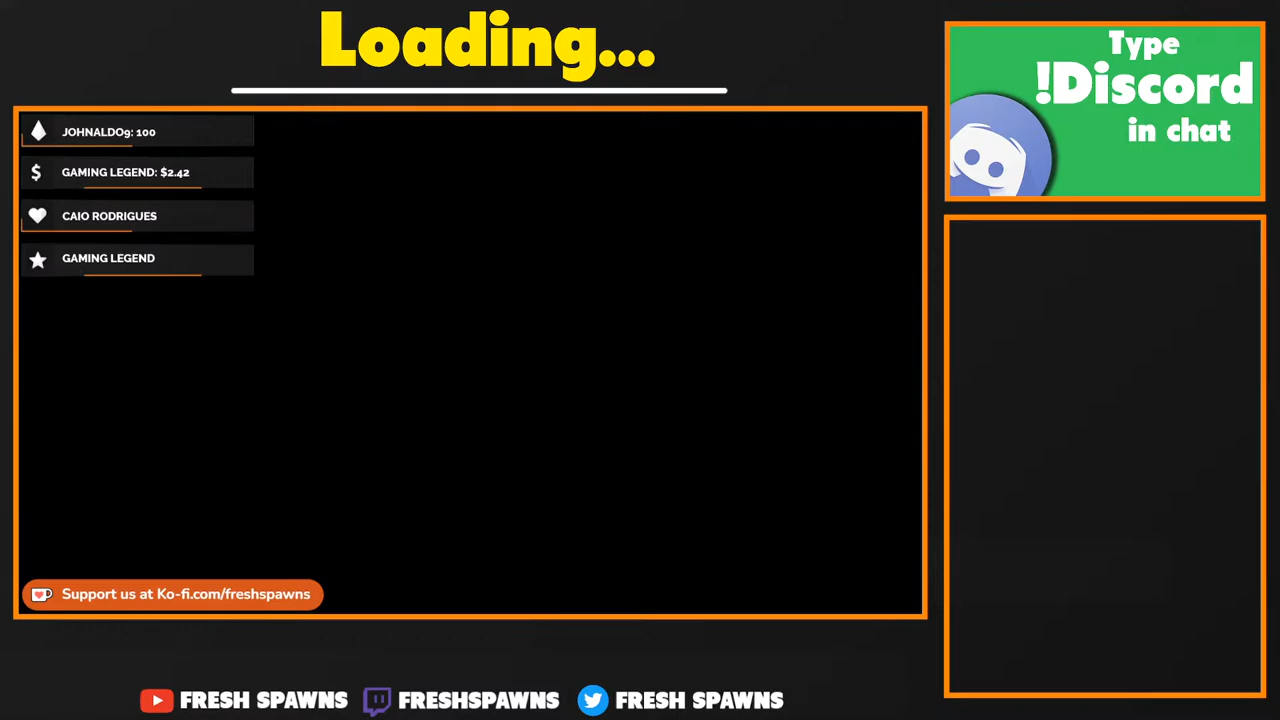 Loading...
Type
!Discord
in chat
JOHNALDO9: 100
GAMING LEGEND: $2.42
CAIO RODRIGUES
GAMING LEGEND
Support us at Ko-fi.com/freshspawns
FRESH SPAWNS FRESHSPAWNS FRESH SPAWNS